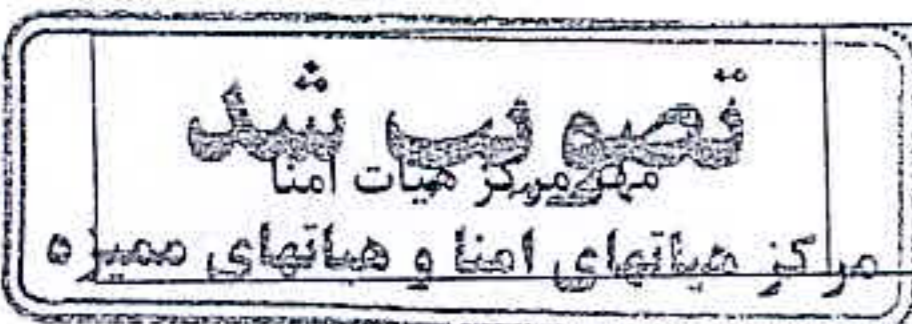 تصویب شد
مهر مرکز هیات امنا
مرکز هیاتهای امنا و هیاتهای ممیزه